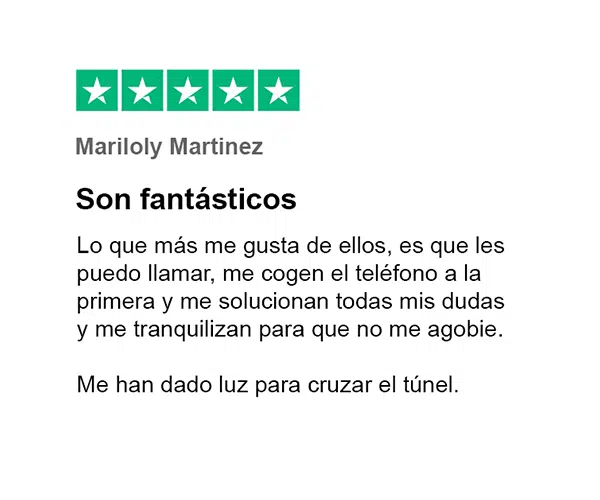 Mariloly Martinez
Son fantásticos
Lo que más me gusta de ellos, es que les
puedo llamar, me cogen el teléfono a la
primera y me solucionan todas mis dudas
y me tranquilizan para que no me agobie.
Me han dado luz para cruzar el túnel.